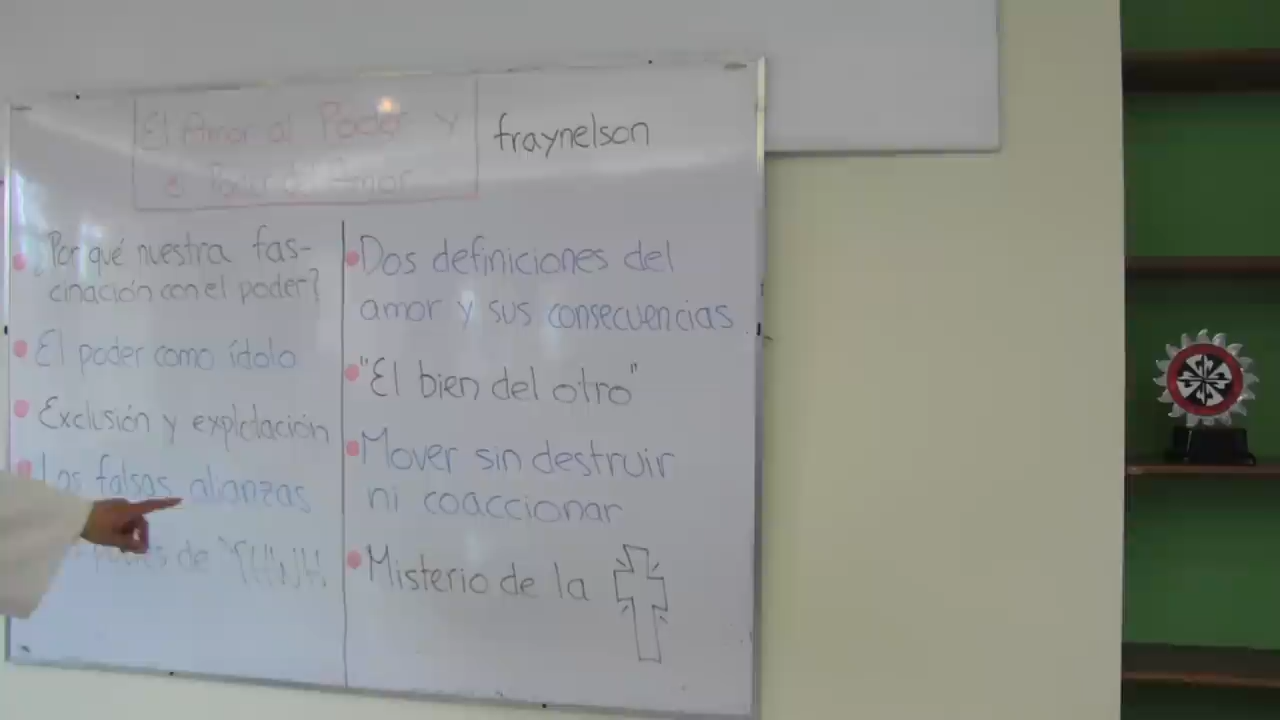 El Amor al Poder y
el Poder del Amor
fraynelson
¿Por qué nuestra fas-
cinación con el poder?
El poder como ídolo
Exclusión y explotación
Las falsas alianzas
de YHWH
Dos definiciones del
amor y sus consecuencias
"El bien del otro"
Mover sin destruir
ni coaccionar
Misterio de la